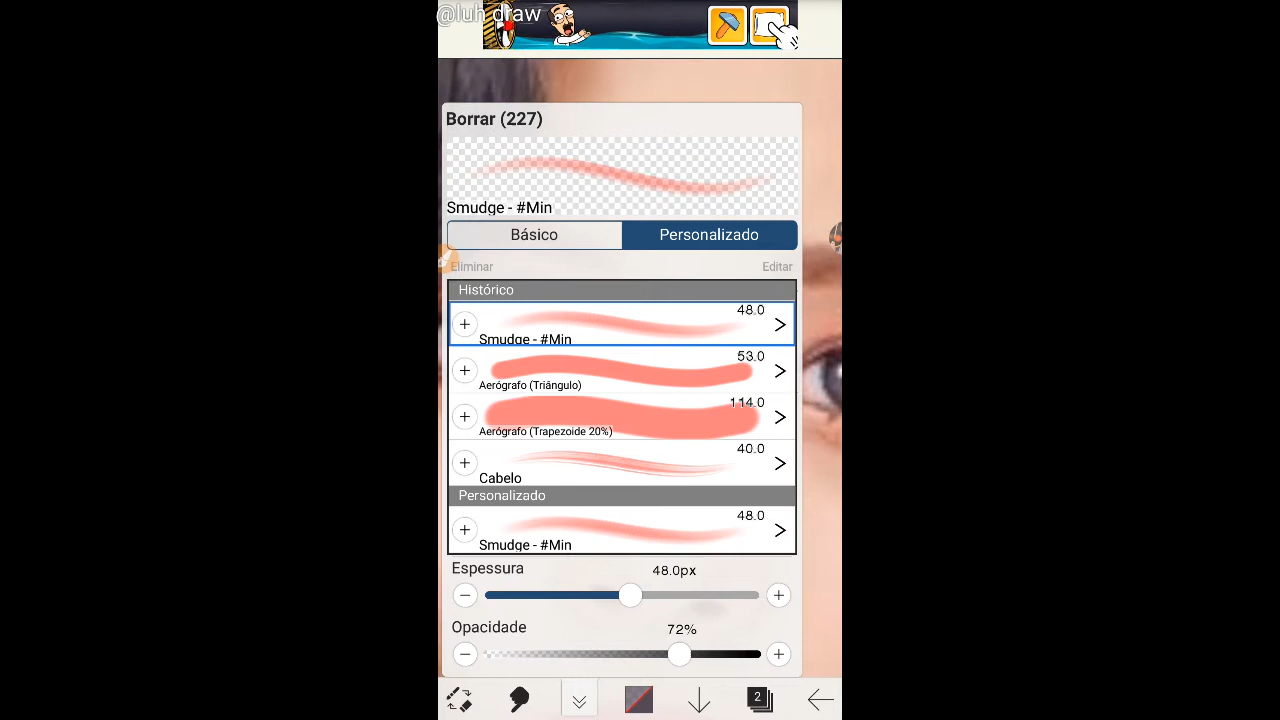 @luh draw
Borrar (227)
Smudge - #Min
Básico
Personalizado
Eliminar
Editar
Histórico
48.0
Smudge - #Min
53.0
Aerógrafo (Triângulo)
114.0
Aerógrafo (Trapezoide 20%)
40.0
Cabelo
Personalizado
48.0
Smudge - #Min
Espessura
48.0px
Opacidade
72%
2